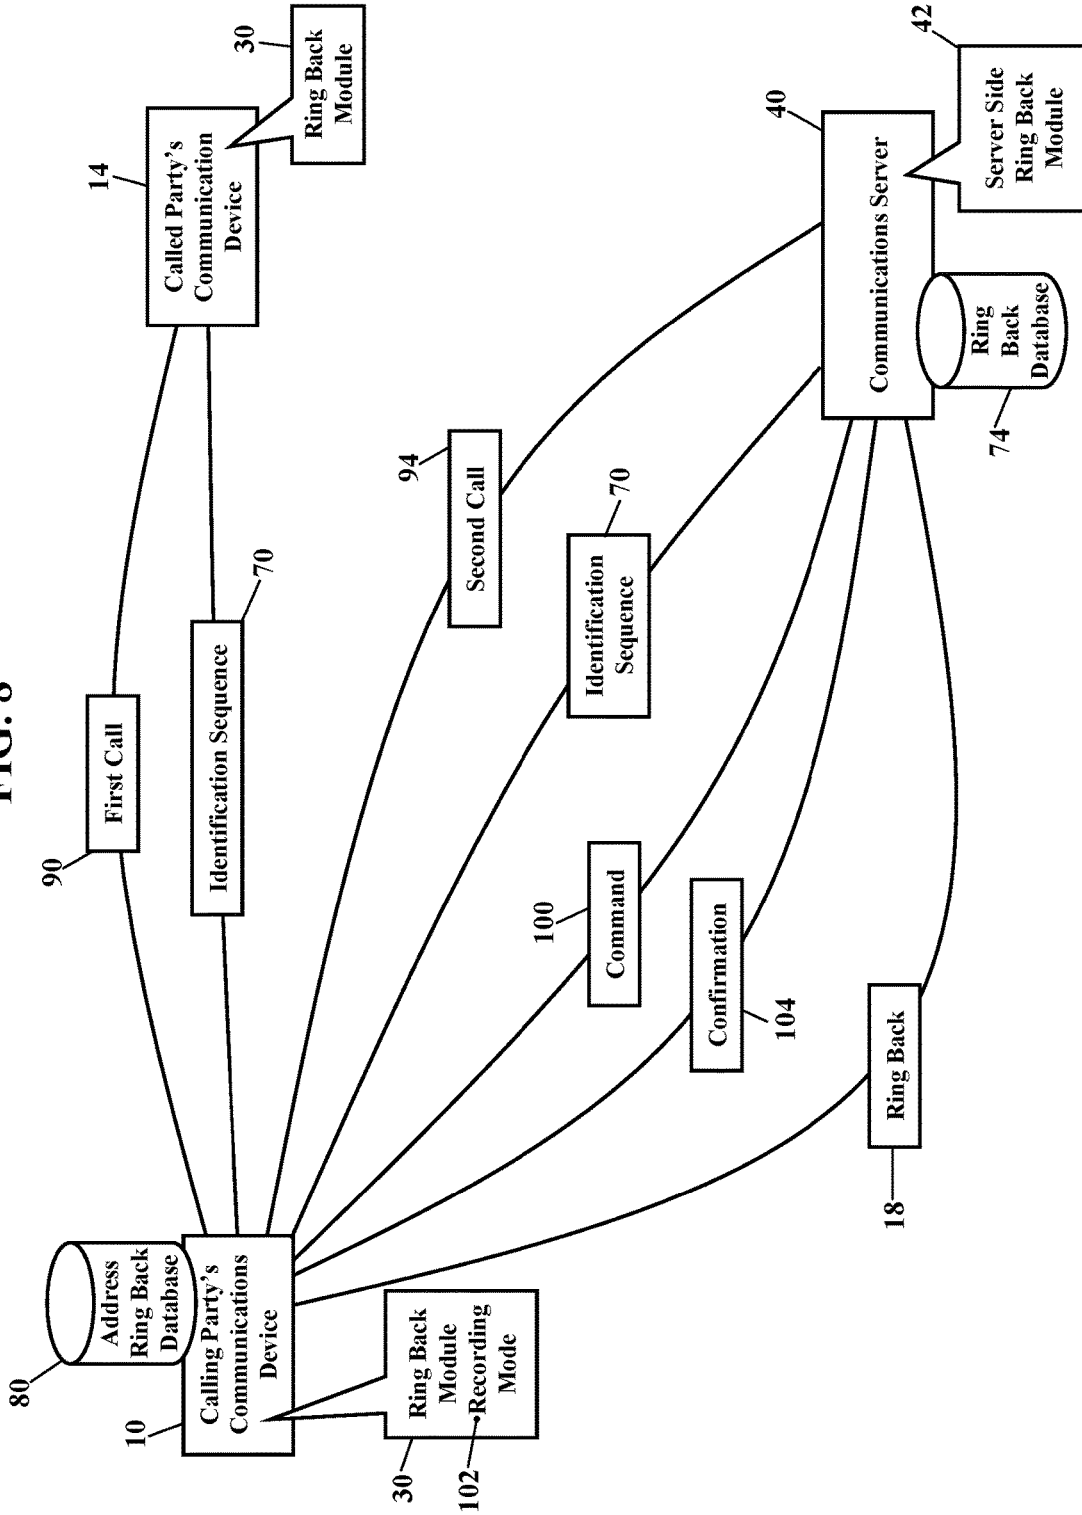 FIG. 8
80
Address
Ring Back
Database
10
Calling Party's
Communications
Device
30
102
Ring Back
Module
•Recording
Mode
90
First Call
Identification Sequence
70
14
Called Party's
Communication
Device
30
Ring Back
Module
94
Second Call
Identification
Sequence
70
100
Command
Confirmation
104
18
Ring Back
40
Communications Server
74
Ring
Back
Database
42
Server Side
Ring Back
Module